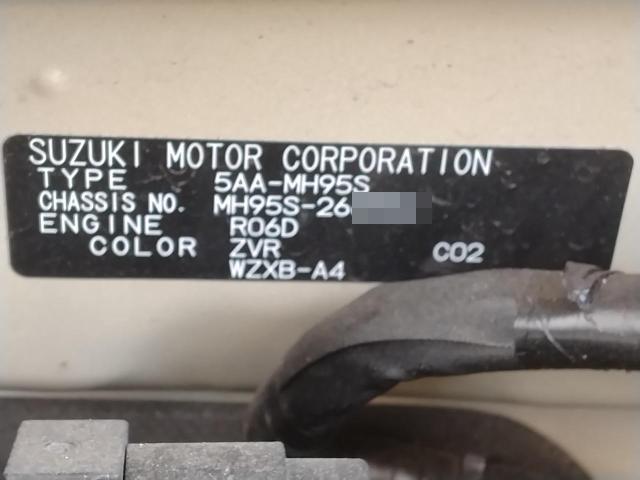 SUZUKI MOTOR CORPORATION
TYPE 5AA-MH95S
CHASSIS NO. MH95S-26
ENGINE R06D
COLOR ZVR C02
WZXB-A4